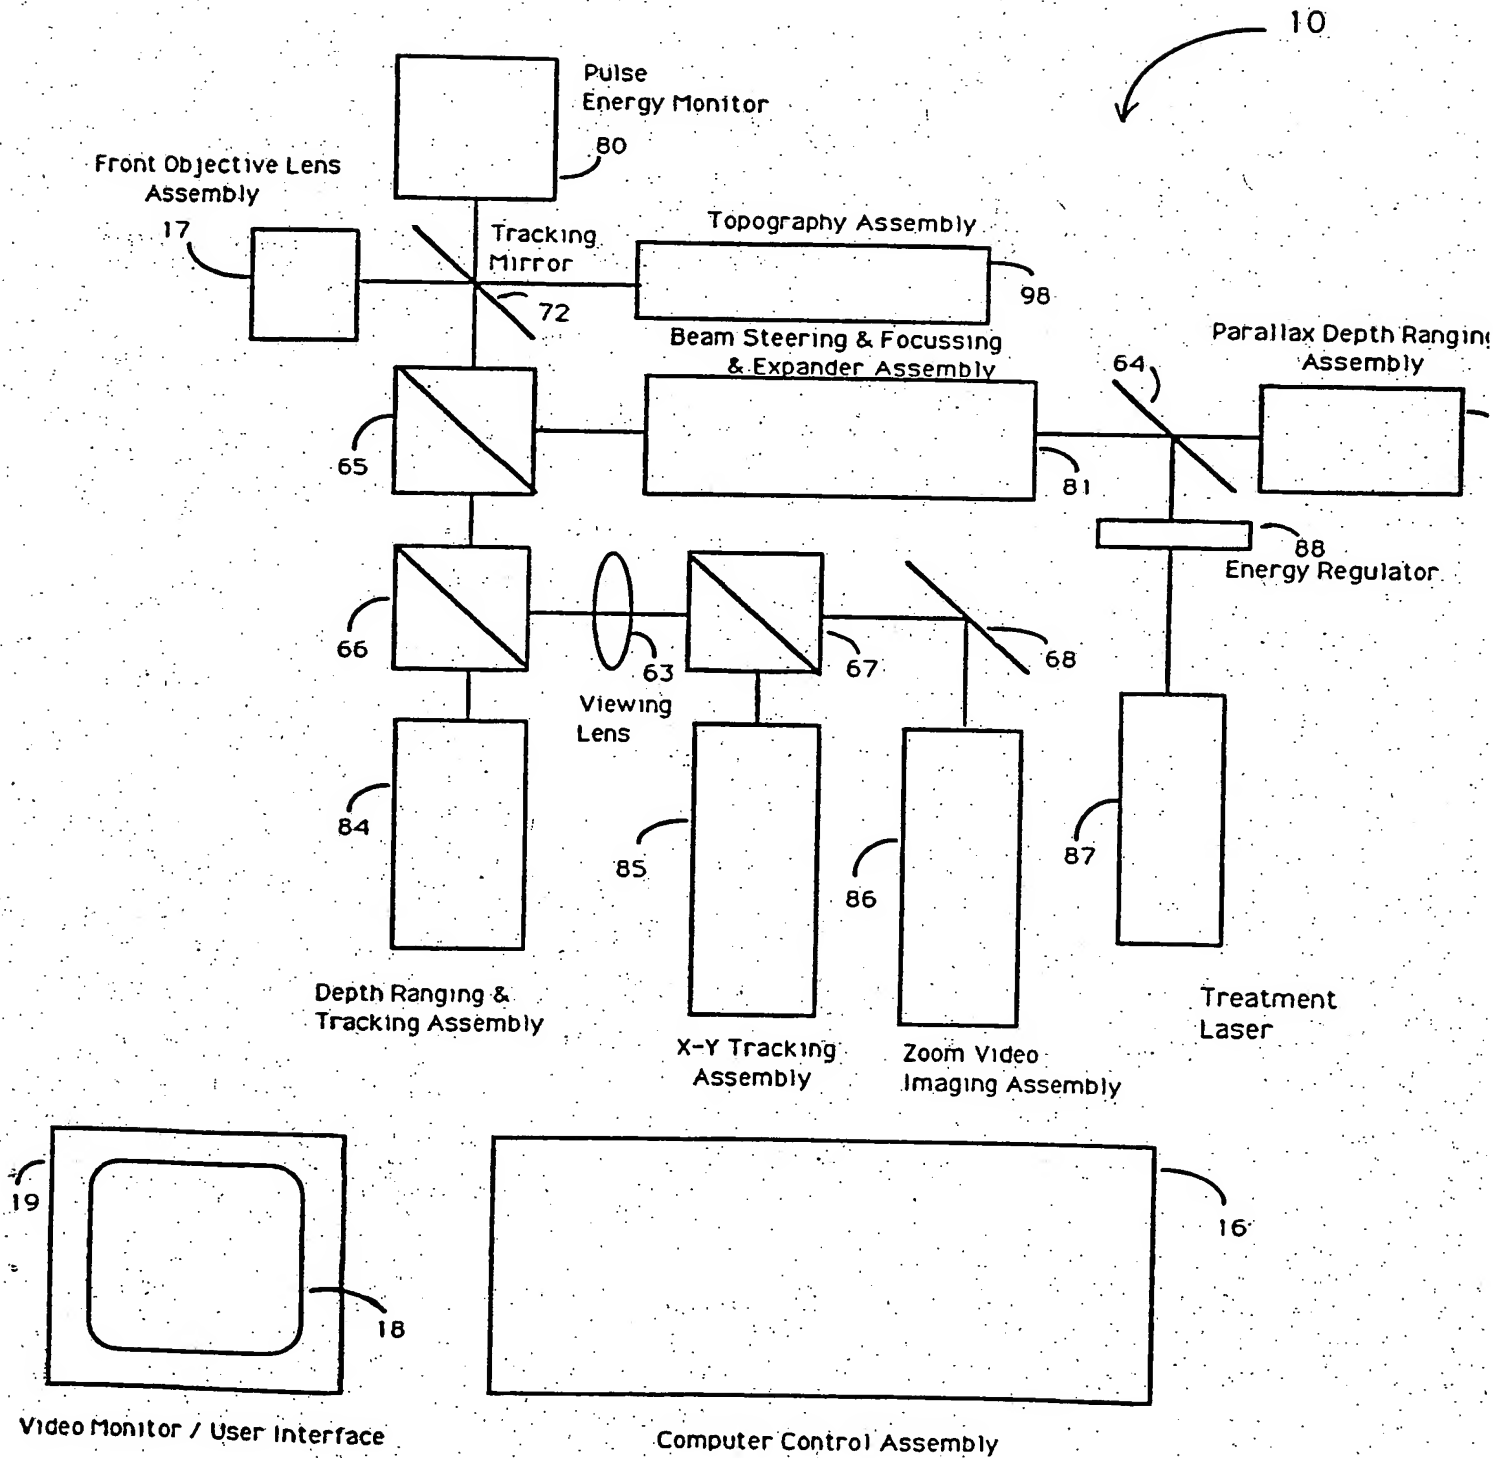 10
Pulse
Energy Monitor
80
Front Objective Lens
Assembly
17
Tracking
Mirror
72
Topography Assembly
98
Beam Steering & Focussing
& Expander Assembly
81
64
Parallax Depth Ranging
Assembly
65
88
Energy Regulator
66
63
Viewing
Lens
67
68
84
85
86
87
Depth Ranging &
Tracking Assembly
X-Y Tracking
Assembly
Zoom Video
Imaging Assembly
Treatment
Laser
19
18
16
Video Monitor / User Interface
Computer Control Assembly